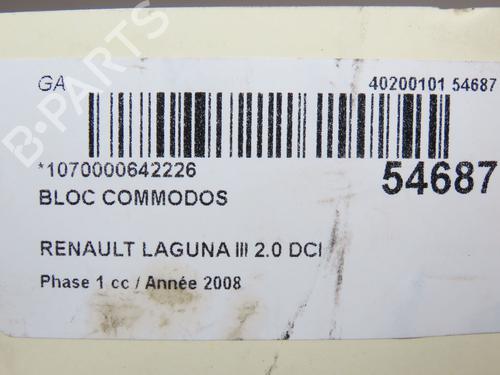 GA
40200101 54687
*1070000642226
54687
BLOC COMMODOS
RENAULT LAGUNA III 2.0 DCI
Phase 1 cc / Année 2008
B-PARTS